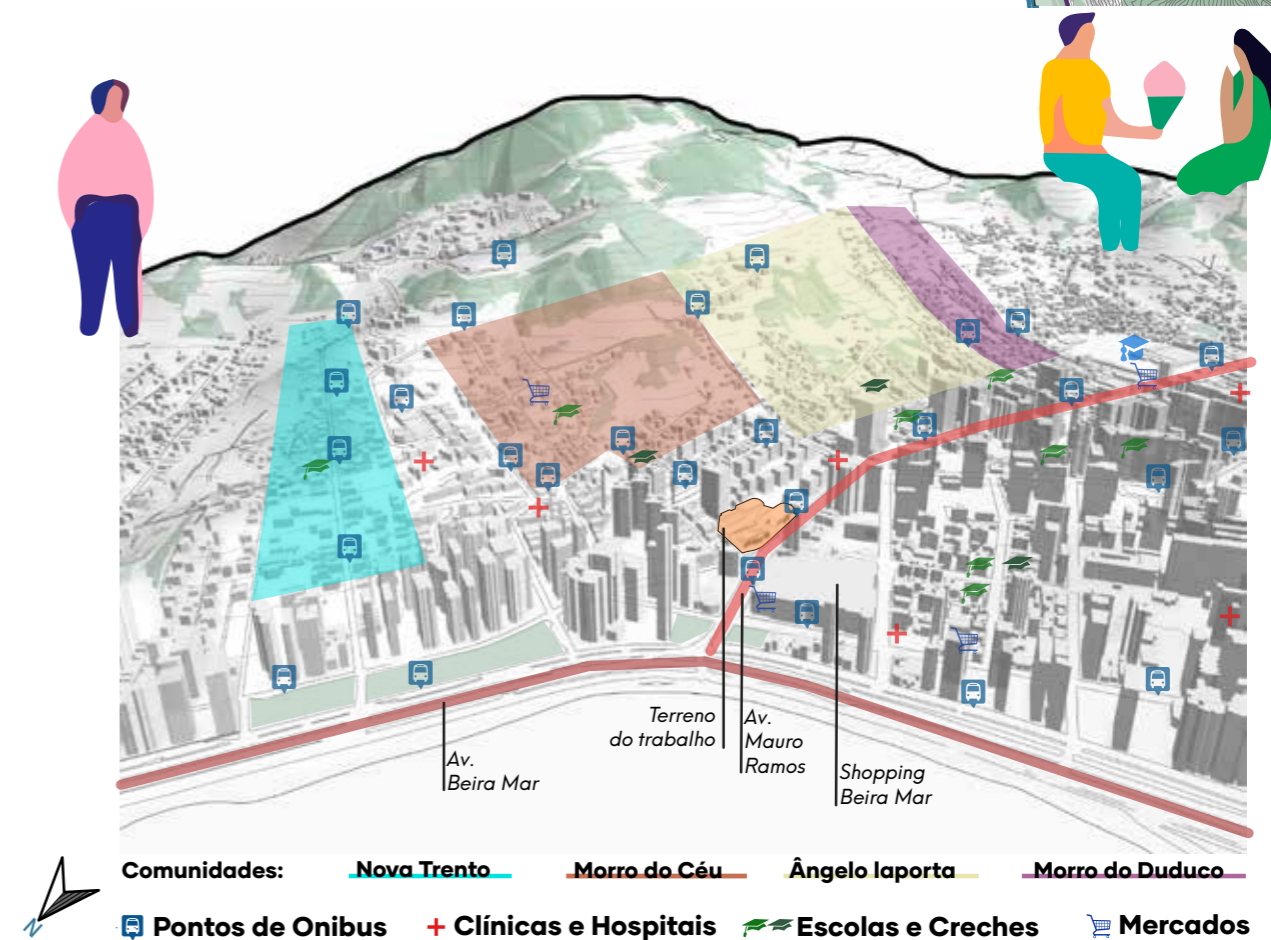 Terreno
do trabalho
Av.
Mauro
Ramos
Av.
Beira Mar
Shopping
Beira Mar
Comunidades: Nova Trento Morro do Céu Ângelo laporta Morro do Duduco
N
Pontos de Onibus Clínicas e Hospitais Escolas e Creches Mercados